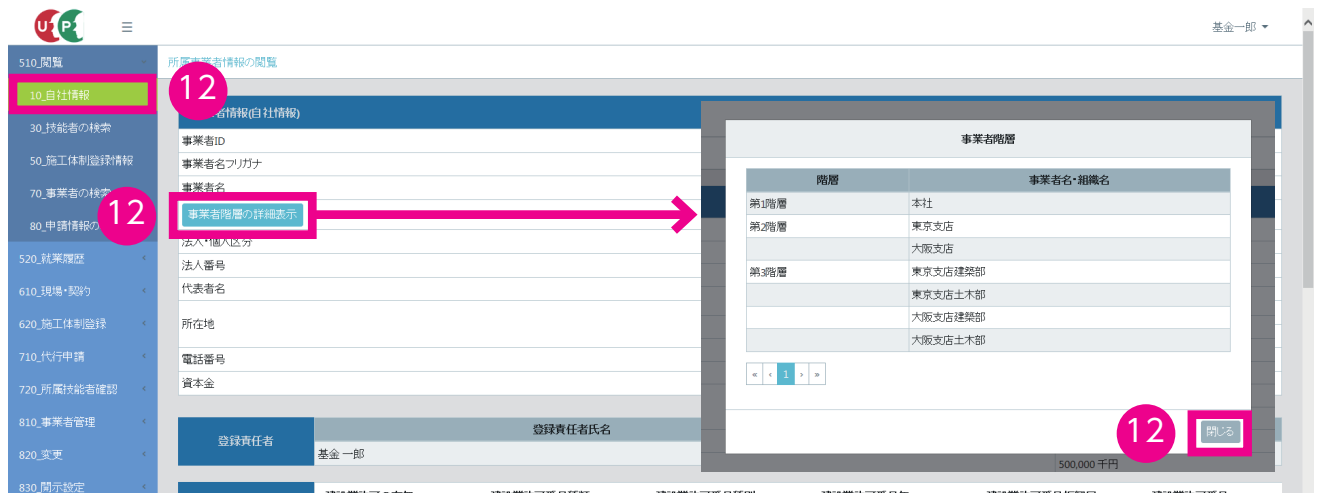 U P
基金一郎
510_閲覧
10_自社情報
30_技能者の検索
50_施工体制登録情報
70_事業者の検索
80_申請情報の
520_就業履歴
610_現場・契約
620_施工体制登録
710_代行申請
720_所属技能者確認
810_事業者管理
820_変更
830_開示設定
所属事業者情報の閲覧
12
者情報(自社情報)
事業者ID
事業者名フリガナ
事業者名
12
事業者階層の詳細表示
法人・個人区分
法人番号
代表者名
所在地
電話番号
資本金
登録責任者
登録責任者氏名
基金 一郎
500,000 千円
事業者階層
階層 事業者名・組織名
第1階層 本社
第2階層 東京支店
大阪支店
第3階層 東京支店建築部
東京支店土木部
大阪支店建築部
大阪支店土木部
« ‹ 1 › »
12
閉じる